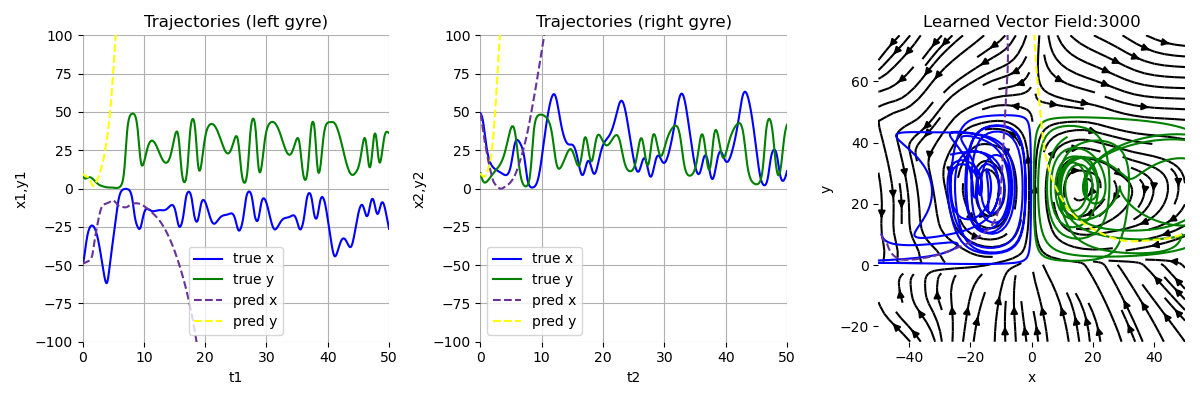 Trajectories (left gyre)
x1,y1
100
75
50
25
0
−25
−50
−75
−100
0 10 20 30 40 50
t1
true x
true y
pred x
pred y
Trajectories (right gyre)
x2,y2
100
75
50
25
0
−25
−50
−75
−100
0 10 20 30 40 50
t2
true x
true y
pred x
pred y
Learned Vector Field:3000
y
60
40
20
0
−20
−40 −20 0 20 40
x